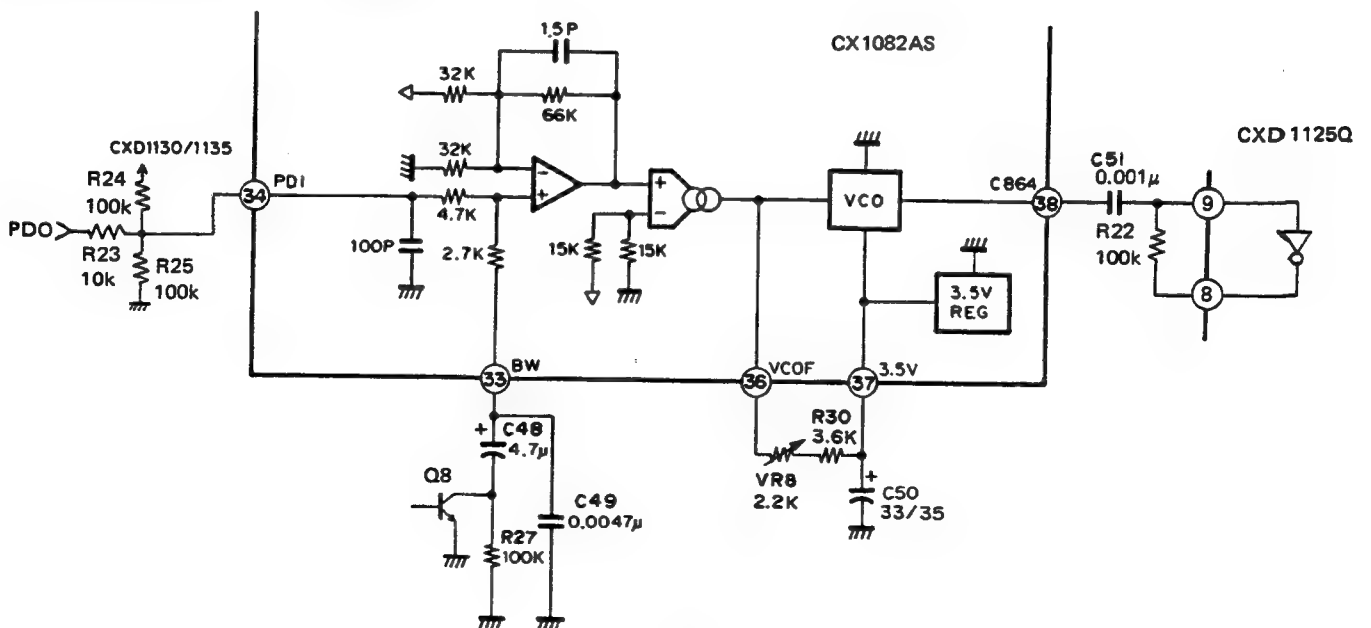 1.5P
CX1082AS
32K
66K
CXD1130/1135
CXD1125Q
32K
C51
0.001μ
R24
100k
34
PDI
−
+
+
−
VCO
C864
38
9
PDO
R23
10k
R25
100k
4.7K
100P
2.7K
15K
15K
R22
100k
8
3.5V
REG
33
BW
36
VCOF
37
3.5V
+
C48
4.7μ
R30
3.6K
Q8
VR8
2.2K
+
C50
33/35
C49
0.0047μ
R27
100K